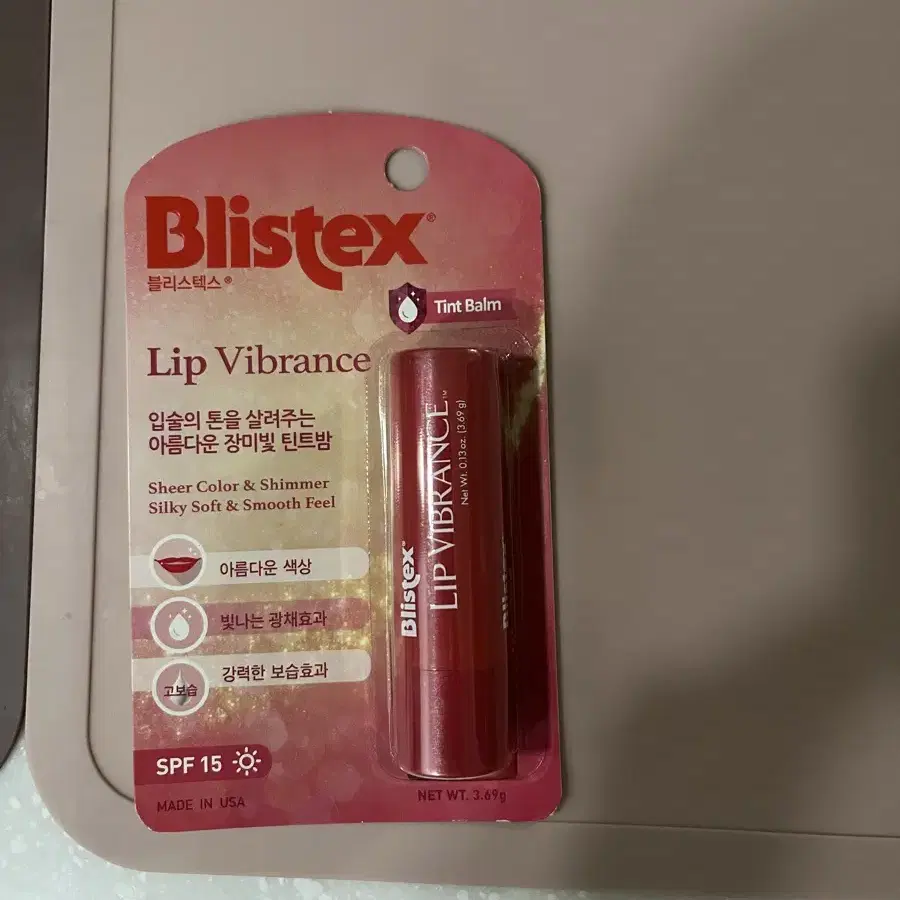 Blistex®
블리스텍스®
Tint Balm
Lip Vibrance
입술의 톤을 살려주는
아름다운 장미빛 틴트밤
Sheer Color & Shimmer
Silky Soft & Smooth Feel
아름다운 색상
빛나는 광채효과
고보습
강력한 보습효과
SPF 15
MADE IN USA
Blistex™
LIP VIBRANCE™
Net Wt. 0.13 oz. (3.69 g)
Blistex
NET WT. 3.69g